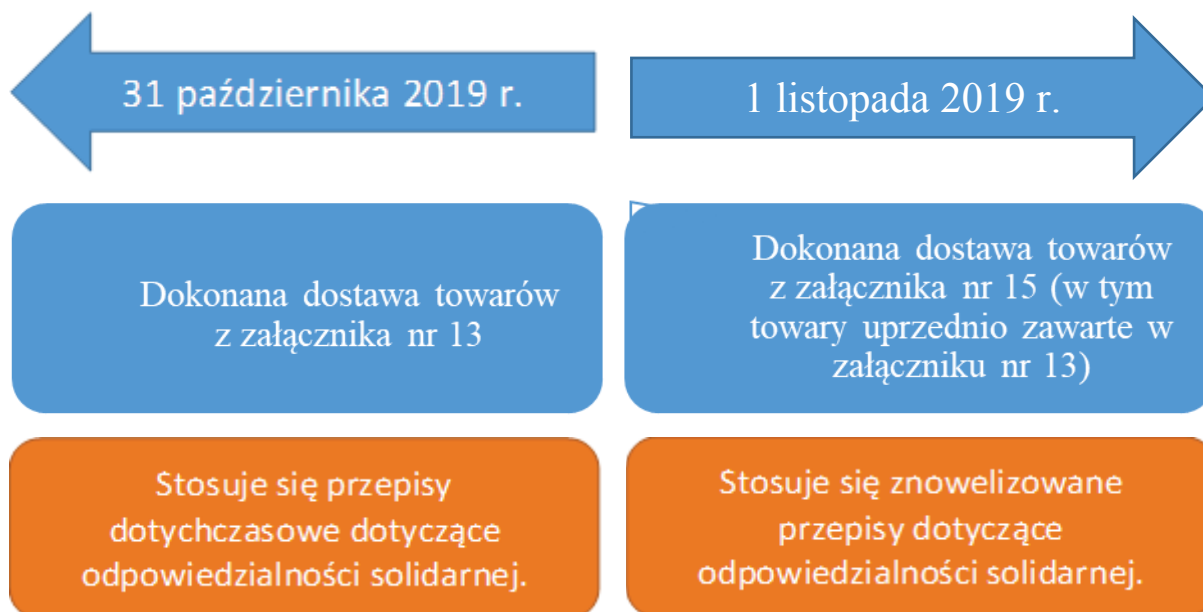 31 października 2019 r.
1 listopada 2019 r.
Dokonana dostawa towarów
z załącznika nr 13
Dokonana dostawa towarów
z załącznika nr 15 (w tym
towary uprzednio zawarte w
załączniku nr 13)
Stosuje się przepisy
dotychczasowe dotyczące
odpowiedzialności solidarnej.
Stosuje się znowelizowane
przepisy dotyczące
odpowiedzialności solidarnej.